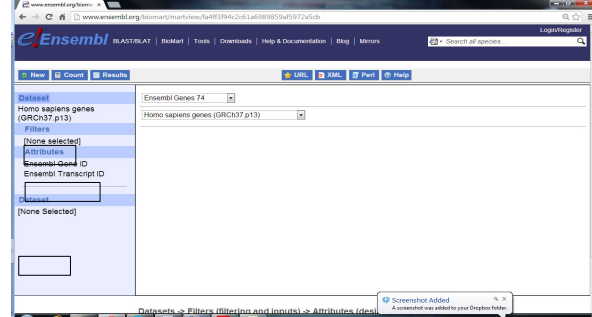 www.ensembl.org/biomar
www.ensembl.org/biomart/martview/fa4ff3f94c2c61a6989859af5972a5cb
Login/Register
e!Ensembl BLAST/BLAT | BioMart | Tools | Downloads | Help & Documentation | Blog | Mirrors
Search all species...
New Count Results URL XML Perl Help
Dataset
Homo sapiens genes
(GRCh37.p13)
Filters
[None selected]
Attributes
Ensembl Gene ID
Ensembl Transcript ID
Dataset
[None Selected]
Ensembl Genes 74
Homo sapiens genes (GRCh37.p13)
Screenshot Added
A screenshot was added to your Dropbox folder.
Datasets -> Filters (filtering and inputs) -> Attributes (desi